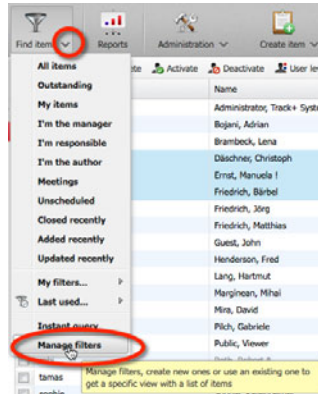 Find item Reports Administration Create item
Activate Deactivate User lev
Name
All items
Outstanding
My items
I'm the manager
I'm responsible
I'm the author
Meetings
Unscheduled
Closed recently
Added recently
Updated recently
My filters...
Last used...
Instant query
Manage filters
Administrator, Track+ Syste
Bojani, Adrian
Brambeck, Lena
Däschner, Christoph
Ernst, Manuela !
Friedrich, Bärbel
Friedrich, Jörg
Friedrich, Matthias
Guest, John
Henderson, Fred
Lang, Hartmut
Marginean, Mihai
Mira, David
Pilch, Gabriele
Public, Viewer
tamas
Manage filters, create new ones or use an existing one to
get a specific view with a list of items